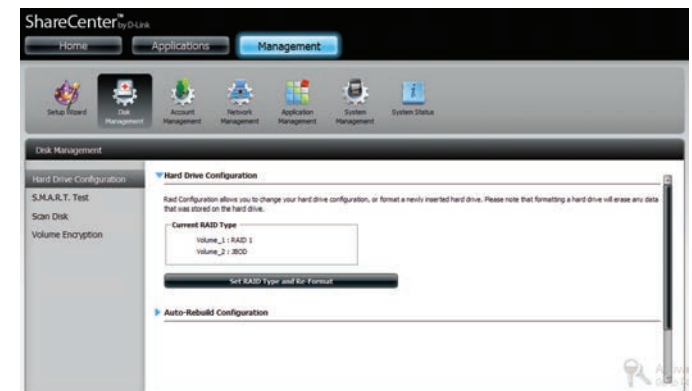 ShareCenter™ by D-Link
Home Applications Management
Setup Wizard Disk Management Account Management Network Management Application Management System Management System Status
Disk Management
Hard Drive Configuration
S.M.A.R.T. Test
Scan Disk
Volume Encryption
Hard Drive Configuration
Raid Configuration allows you to change your hard drive configuration, or format a newly inserted hard drive. Please note that formatting a hard drive will erase any data
that was stored on the hard drive.
Current RAID Type
Volume_1 : RAID 1
Volume_2 : JBOD
Set RAID Type and Re-Format
Auto-Rebuild Configuration